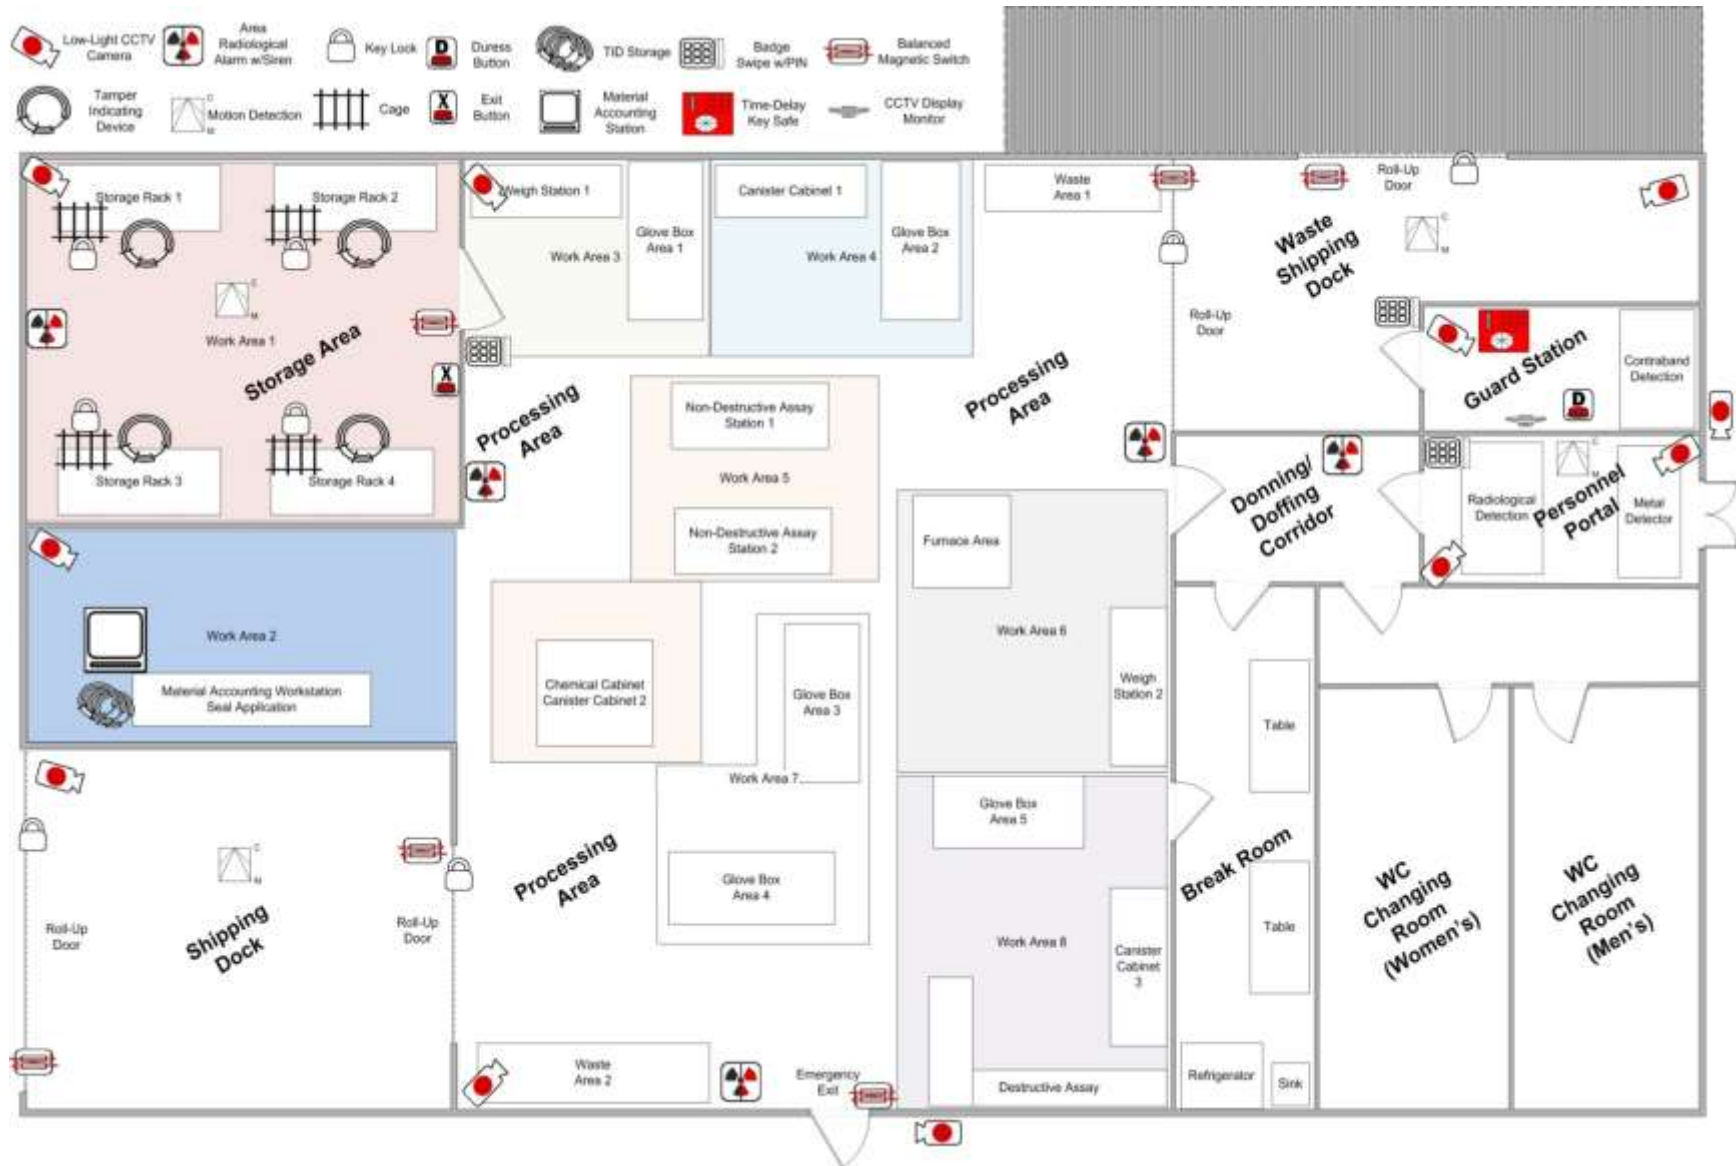 Low-Light CCTV
Camera
Area
Radiological
Alarm w/Siren
Key Lock
D
Duress
Button
TID Storage
Badge
Swipe w/PIN
Balanced
Magnetic Switch
Tamper
Indicating
Device
C
M
Motion Detection
Cage
X
Exit
Button
Material
Accounting
Station
Time-Delay
Key Safe
CCTV Display
Monitor
Storage Rack 1
Storage Rack 2
C
M
Work Area 1
Storage Area
X
Storage Rack 3
Storage Rack 4
Weigh Station 1
Work Area 3
Glove Box
Area 1
Canister Cabinet 1
Work Area 4
Glove Box
Area 2
Waste
Area 1
Roll-Up
Door
Waste
Shipping
Dock
C
M
Roll-Up
Door
Guard Station
Contraband
Detection
D
Processing
Area
Processing
Area
Non-Destructive Assay
Station 1
Work Area 5
Non-Destructive Assay
Station 2
Donning/
Doffing
Corridor
C
M
Radiological
Detection
Personnel
Portal
Metal
Detector
Furnace Area
Work Area 6
Weigh
Station 2
Work Area 2
Material Accounting Workstation
Seal Application
Chemical Cabinet
Canister Cabinet 2
Glove Box
Area 3
Work Area 7
Glove Box
Area 4
Processing
Area
Glove Box
Area 5
Work Area 8
Canister
Cabinet
3
Destructive Assay
Table
Break Room
Table
Refrigerator
Sink
WC
Changing
Room
(Women's)
WC
Changing
Room
(Men's)
C
M
Roll-Up
Door
Shipping
Dock
Roll-Up
Door
Waste
Area 2
Emergency
Exit